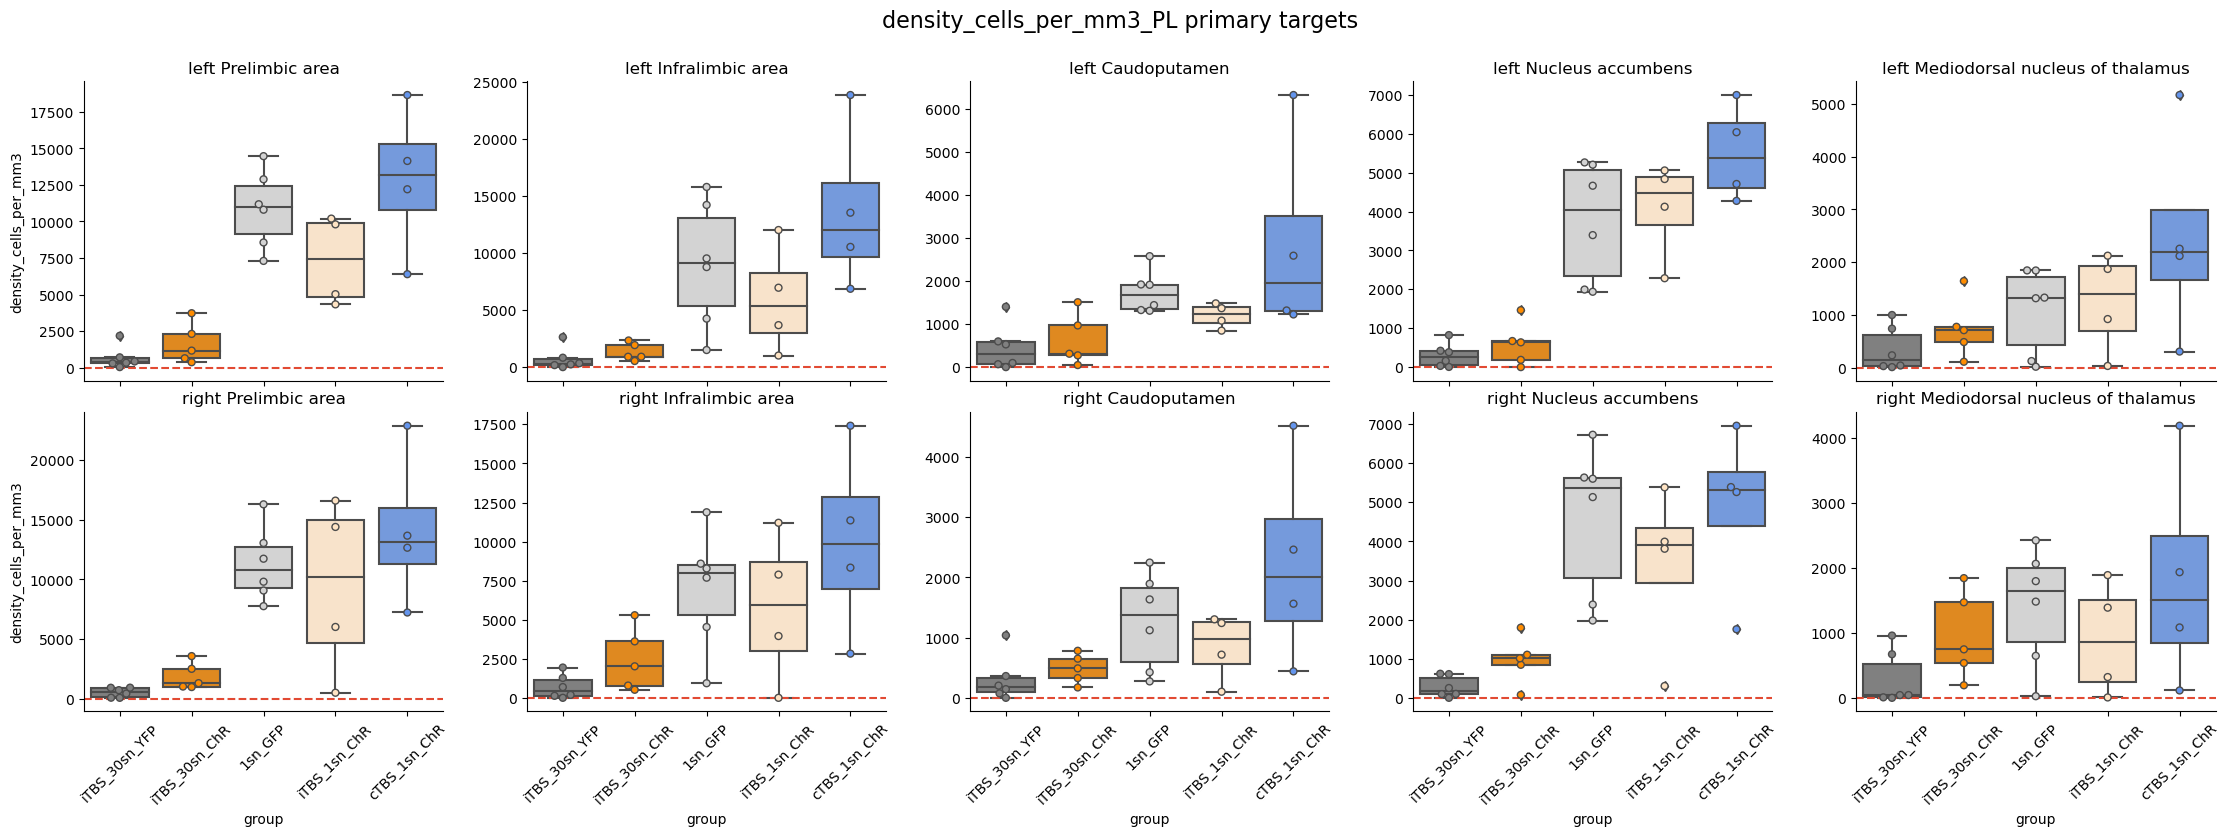 density_cells_per_mm3_PL primary targets
left Prelimbic area
left Infralimbic area
left Caudoputamen
left Nucleus accumbens
left Mediodorsal nucleus of thalamus
density_cells_per_mm3
17500
15000
12500
10000
7500
5000
2500
0
25000
20000
15000
10000
5000
0
6000
5000
4000
3000
2000
1000
0
7000
6000
5000
4000
3000
2000
1000
0
5000
4000
3000
2000
1000
0
right Prelimbic area
right Infralimbic area
right Caudoputamen
right Nucleus accumbens
right Mediodorsal nucleus of thalamus
density_cells_per_mm3
20000
15000
10000
5000
0
17500
15000
12500
10000
7500
5000
2500
0
4000
3000
2000
1000
0
7000
6000
5000
4000
3000
2000
1000
0
4000
3000
2000
1000
0
iTBS_30sn_YFP
iTBS_30sn_ChR
1sn_GFP
iTBS_1sn_ChR
cTBS_1sn_ChR
iTBS_30sn_YFP
iTBS_30sn_ChR
1sn_GFP
iTBS_1sn_ChR
cTBS_1sn_ChR
iTBS_30sn_YFP
iTBS_30sn_ChR
1sn_GFP
iTBS_1sn_ChR
cTBS_1sn_ChR
iTBS_30sn_YFP
iTBS_30sn_ChR
1sn_GFP
iTBS_1sn_ChR
cTBS_1sn_ChR
iTBS_30sn_YFP
iTBS_30sn_ChR
1sn_GFP
iTBS_1sn_ChR
cTBS_1sn_ChR
group
group
group
group
group